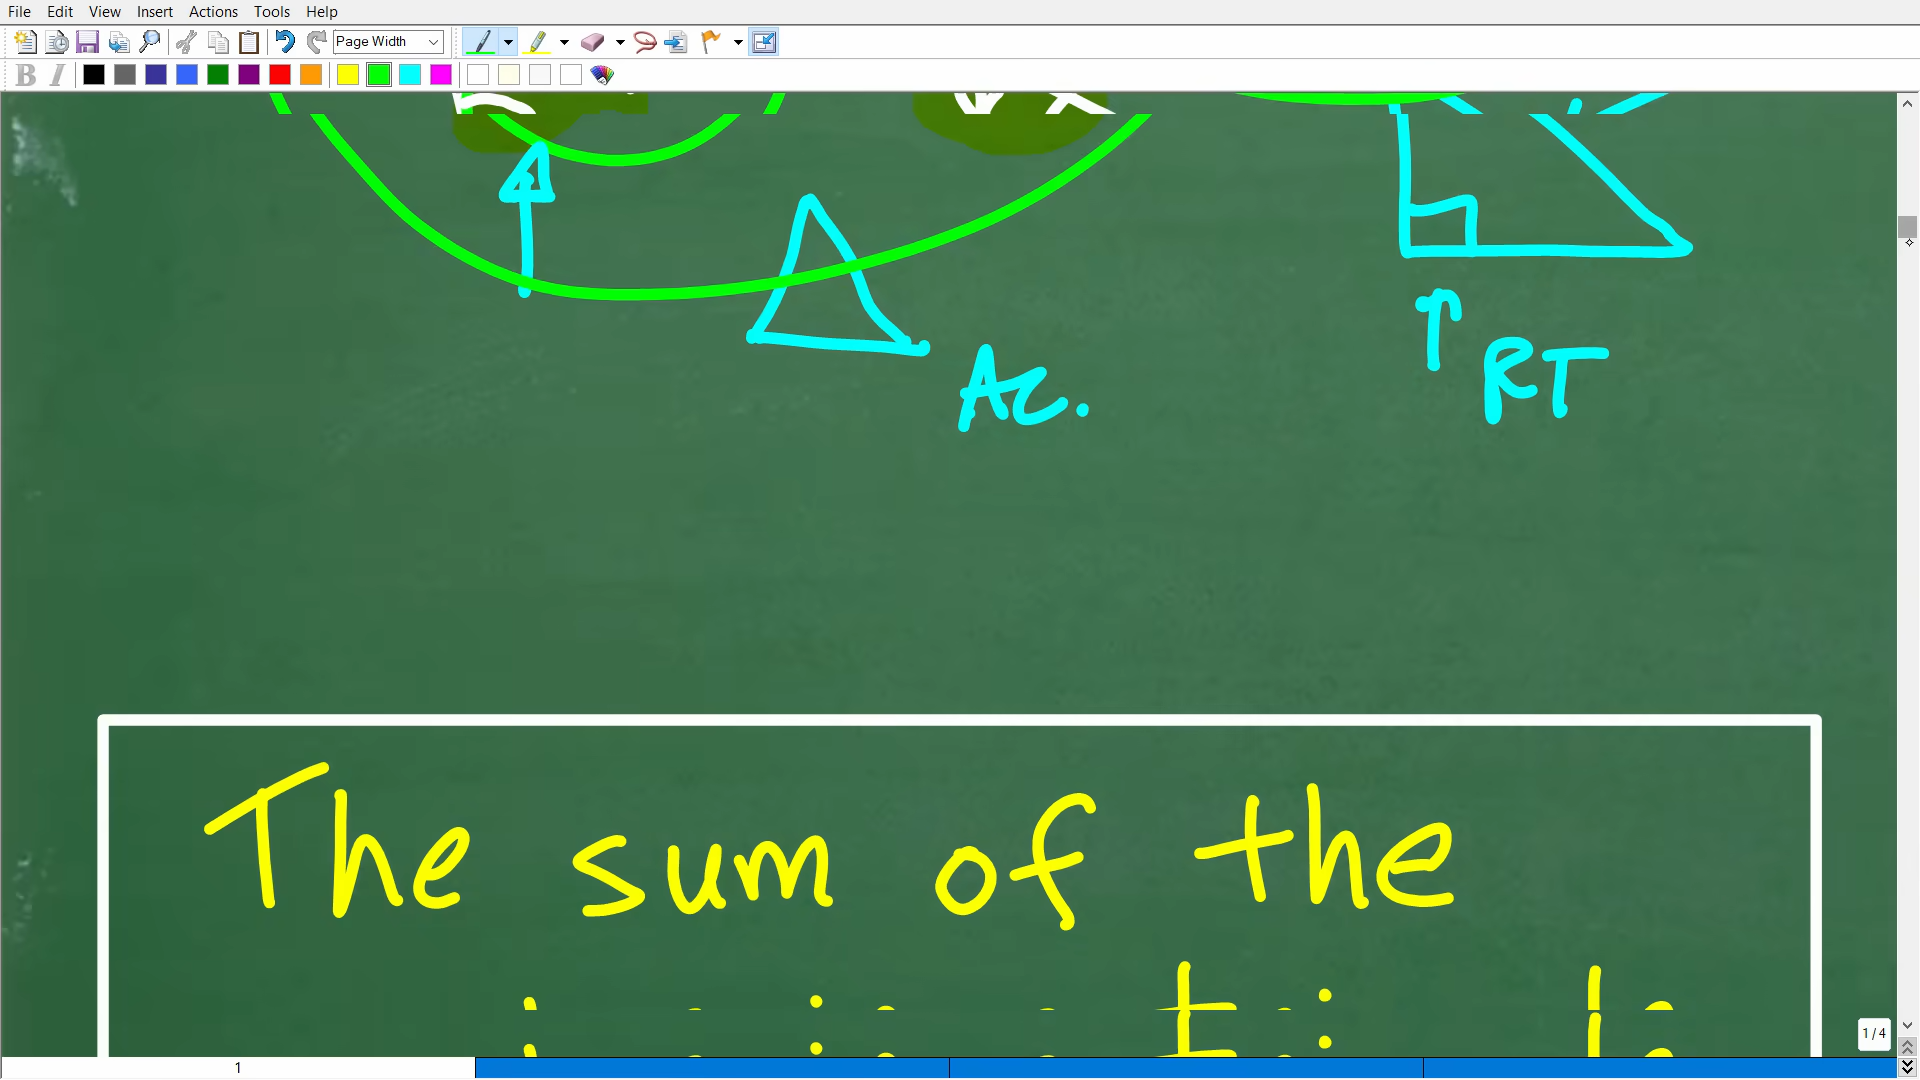 File Edit View Insert Actions Tools Help
Page Width
B I
Ac.
RT
The sum of the
1 / 4
1